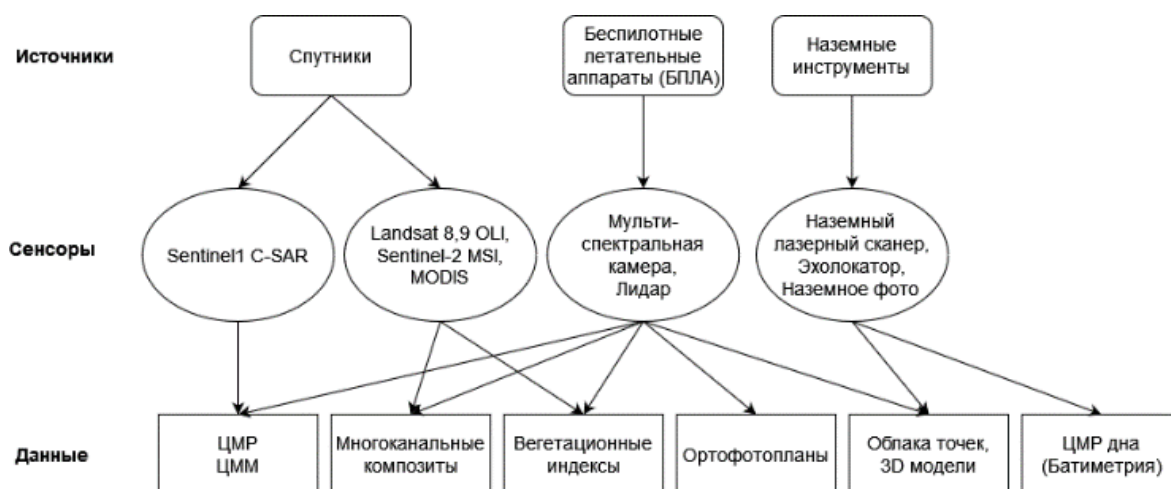 Источники
Спутники
Беспилотные
летательные
аппараты (БПЛА)
Наземные
инструменты
Сенсоры
Sentinel1 C-SAR
Landsat 8,9 OLI,
Sentinel-2 MSI,
MODIS
Мульти-
спектральная
камера,
Лидар
Наземный
лазерный сканер,
Эхолокатор,
Наземное фото
Данные
ЦМР
ЦММ
Многоканальные
композиты
Вегетационные
индексы
Ортофотопланы
Облака точек,
3D модели
ЦМР дна
(Батиметрия)